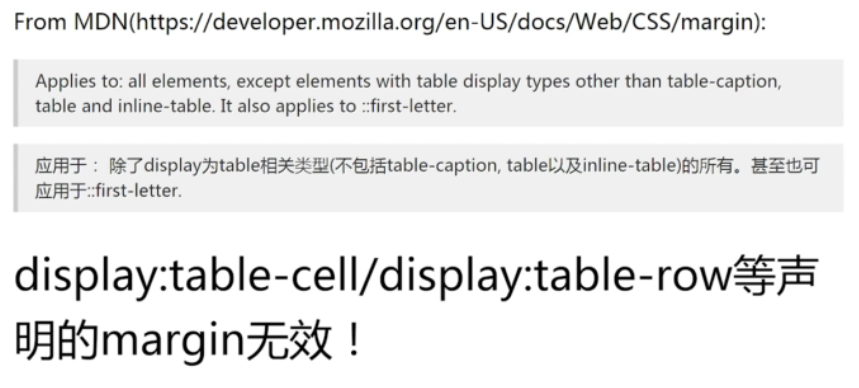 From MDN(https://developer.mozilla.org/en-US/docs/Web/CSS/margin):
Applies to: all elements, except elements with table display types other than table-caption,
table and inline-table. It also applies to ::first-letter.
应用于： 除了display为table相关类型(不包括table-caption, table以及inline-table)的所有。甚至也可
应用于::first-letter.
display:table-cell/display:table-row等声
明的margin无效！